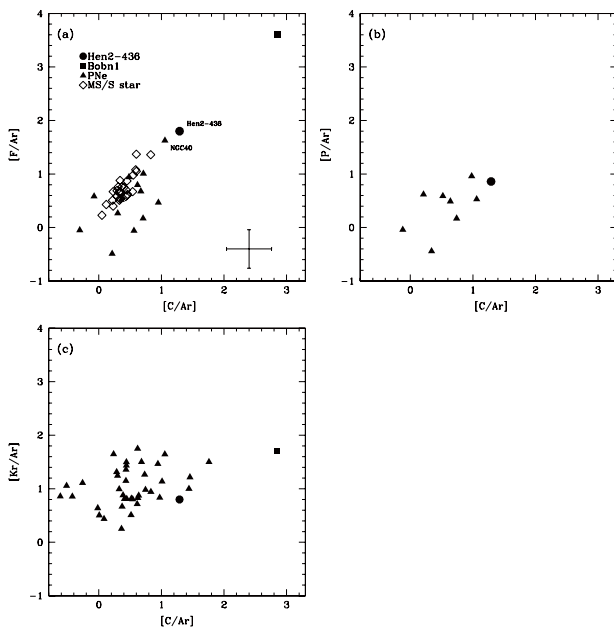 (a)
Hen2-436
Bobn1
PNe
MS/S star
Hen2-436
NGC40
[F/Ar]
4
3
2
1
0
−1
0
1
2
3
[C/Ar]
(b)
[P/Ar]
4
3
2
1
0
−1
0
1
2
3
[C/Ar]
(c)
[Kr/Ar]
4
3
2
1
0
−1
0
1
2
3
[C/Ar]